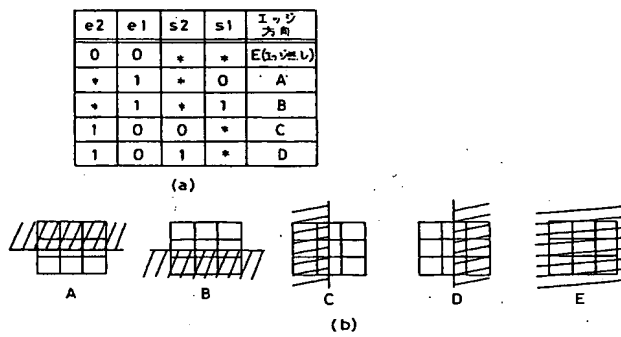 e2 e1 s2 s1 エッジ方向
0 0 * * E(エッジ無し)
* 1 * 0 A
* 1 * 1 B
1 0 0 * C
1 0 1 * D
(a)
A B C D E
(b)